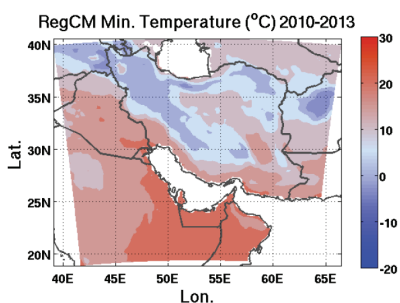 RegCM Min. Temperature (°C) 2010-2013
40N
35N
30N
25N
20N
Lat.
40E 45E 50E 55E 60E 65E
Lon.
30
20
10
0
-10
-20